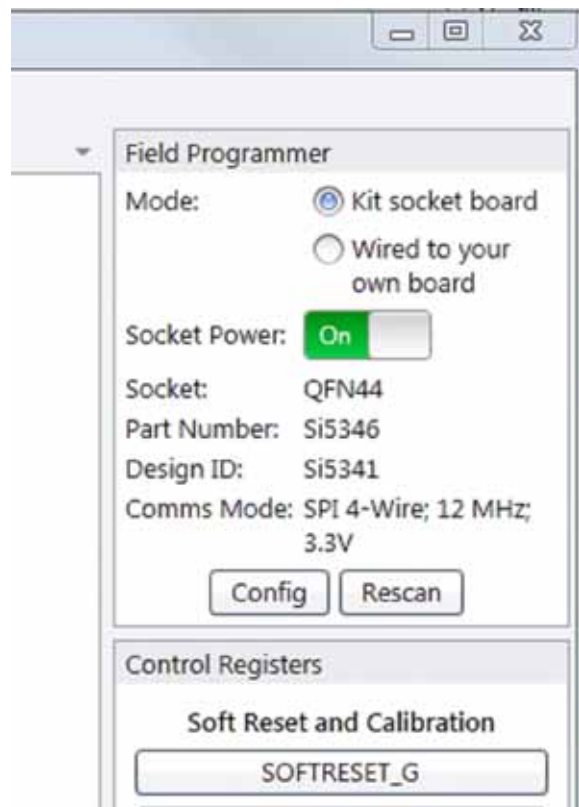 Field Programmer
Mode: Kit socket board
Wired to your
own board
Socket Power: On
Socket: QFN44
Part Number: Si5346
Design ID: Si5341
Comms Mode: SPI 4-Wire; 12 MHz;
3.3V
Config Rescan
Control Registers
Soft Reset and Calibration
SOFTRESET_G